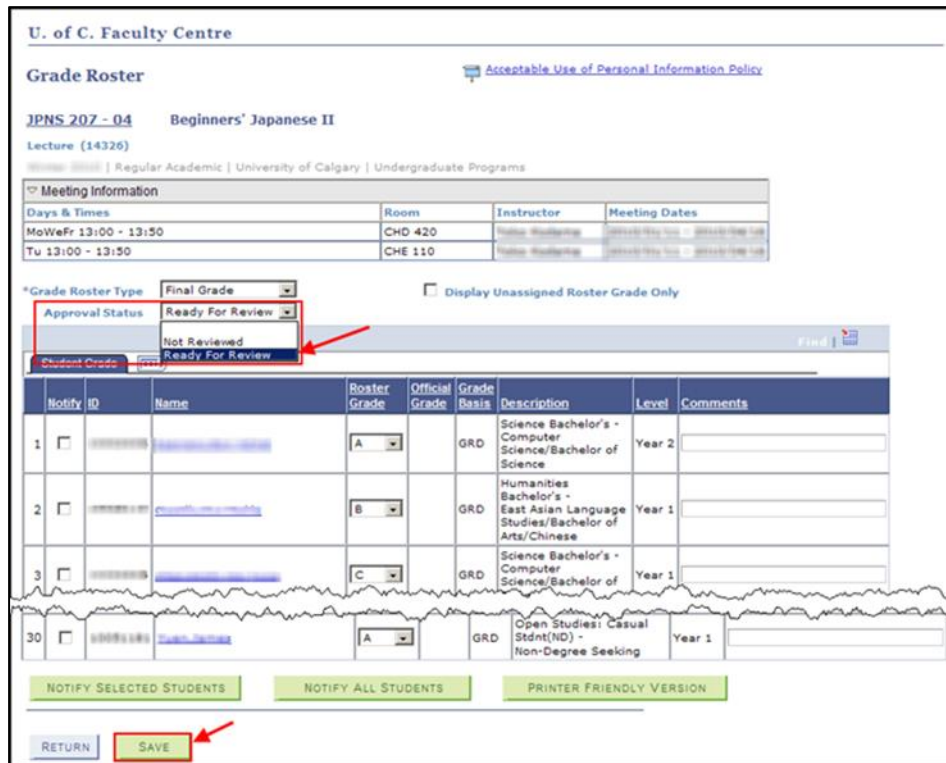 U. of C. Faculty Centre
Grade Roster
Acceptable Use of Personal Information Policy
JPNS 207 - 04 Beginners' Japanese II
Lecture (14326)
| Regular Academic | University of Calgary | Undergraduate Programs
Meeting Information
Days & Times Room Instructor Meeting Dates
MoWeFr 13:00 - 13:50 CHD 420
Tu 13:00 - 13:50 CHE 110
*Grade Roster Type Final Grade Display Unassigned Roster Grade Only
Approval Status Ready For Review
Not Reviewed
Ready For Review
Find |
Student Grade
Notify ID Name Roster Grade Official Grade Grade Basis Description Level Comments
1 A GRD Science Bachelor's -
Computer
Science/Bachelor of
Science
Year 2
2 B GRD Humanities
Bachelor's -
East Asian Language
Studies/Bachelor of
Arts/Chinese
Year 1
3 C GRD Science Bachelor's -
Computer
Science/Bachelor of
Year 1
30 A GRD Open Studies: Casual
Stdnt(ND) -
Non-Degree Seeking
Year 1
NOTIFY SELECTED STUDENTS NOTIFY ALL STUDENTS PRINTER FRIENDLY VERSION
RETURN SAVE